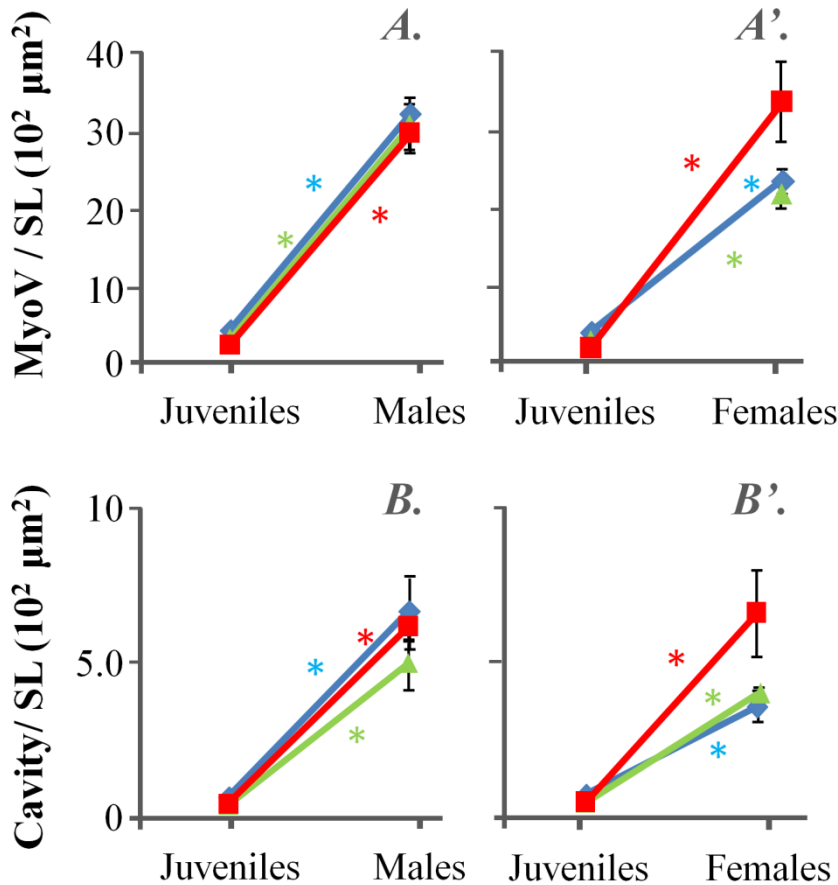 A.
A’.
MyoV / SL (10² µm²)
40
30
20
10
0
*
*
*
*
*
*
Juveniles Males
Juveniles Females
B.
B’.
Cavity/ SL (10² µm²)
10
5.0
0
*
*
*
*
*
*
Juveniles Males
Juveniles Females